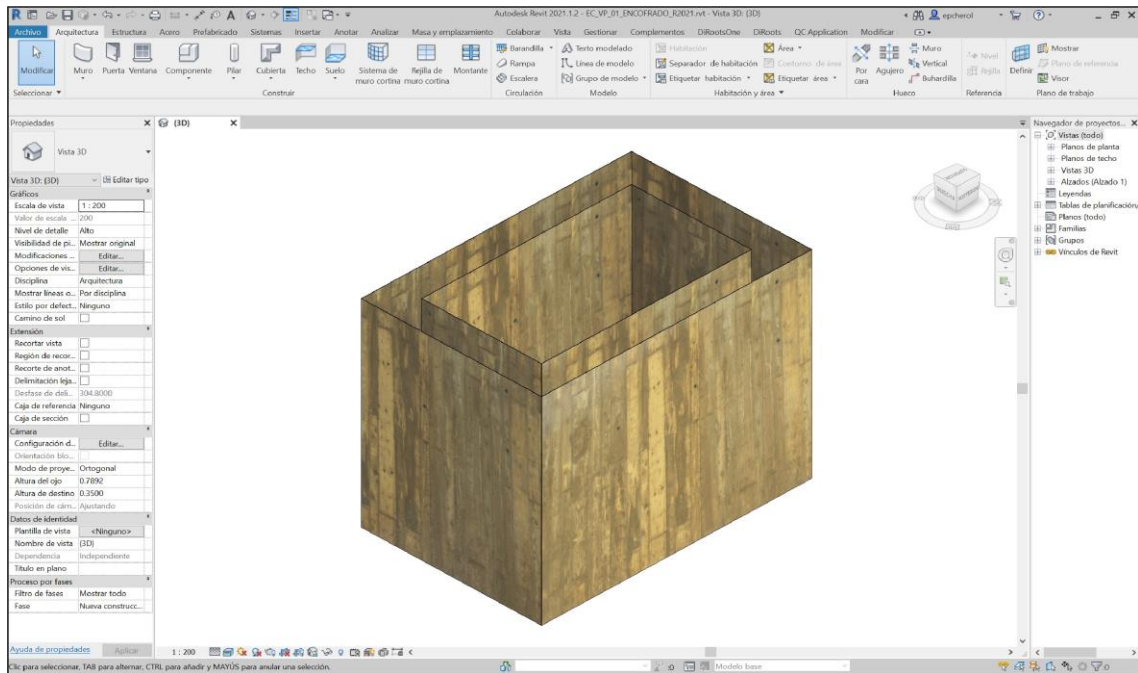 Autodesk Revit 2021.1.2 - EC_VP_01_ENCOFRADO_R2021.rvt - Vista 3D: {3D}
epcherol
Archivo Arquitectura Estructura Acero Prefabricado Sistemas Insertar Anotar Analizar Masa y emplazamiento Colaborar Vista Gestionar Complementos DiRootsOne DiRoots QC Application Modificar
Modificar
Muro Puerta Ventana Componente Pilar Cubierta Techo Suelo Sistema de muro cortina Rejilla de muro cortina Montante
Barandilla
Rampa
Escalera
Texto modelado
Línea de modelo
Grupo de modelo
Habitación
Separador de habitación
Etiquetar habitación
Área
Contorno de área
Etiquetar área
Por cara
Agujero
Muro
Vertical
Buhardilla
Nivel
Rejilla
Definir
Mostrar
Plano de referencia
Visor
Seleccionar Construir Circulación Modelo Habitación y área Hueco Referencia Plano de trabajo
Propiedades
{3D}
Vista 3D
Vista 3D: {3D} Editar tipo
Gráficos
Escala de vista 1 : 200
Valor de escala ... 200
Nivel de detalle Alto
Visibilidad de pi... Mostrar original
Modificaciones ... Editar...
Opciones de vis... Editar...
Disciplina Arquitectura
Mostrar líneas o... Por disciplina
Estilo por defect... Ninguno
Camino de sol
Extensión
Recortar vista
Región de recor...
Recorte de anot...
Delimitación leja...
Desfase de deli... 304.8000
Caja de referencia Ninguno
Caja de sección
Cámara
Configuración d... Editar...
Orientación blo...
Modo de proye... Ortogonal
Altura del ojo 0.7892
Altura de destino 0.3500
Posición de cám... Ajustando
Datos de identidad
Plantilla de vista <Ninguno>
Nombre de vista {3D}
Dependencia Independiente
Título en plano
Proceso por fases
Filtro de fases Mostrar todo
Fase Nueva construcc...
Ayuda de propiedades Aplicar
Navegador de proyectos...
Vistas (todo)
Planos de planta
Planos de techo
Vistas 3D
Alzados (Alzado 1)
Leyendas
Tablas de planificación/
Planos (todo)
Familias
Grupos
Vínculos de Revit
1 : 200
Clic para seleccionar, TAB para alternar, CTRL para añadir y MAYÚS para anular una selección.
:0
Modelo base
:0